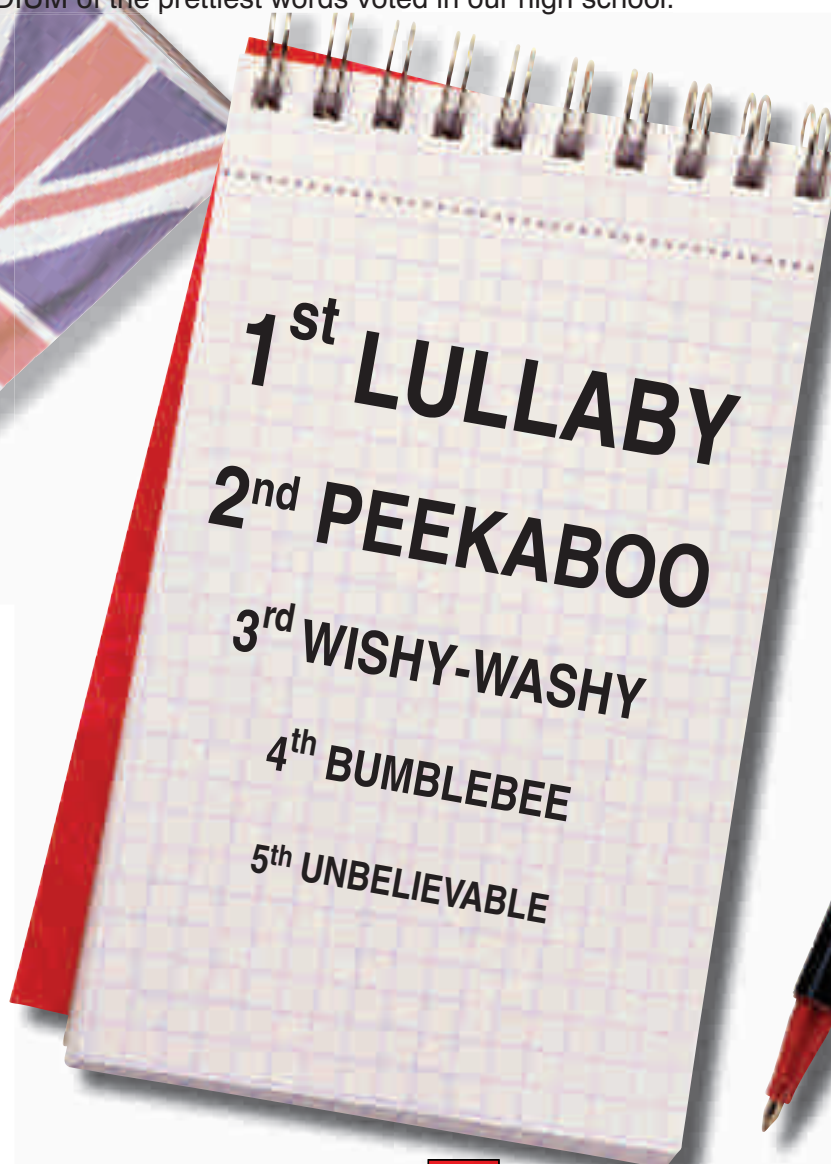 of the prettiest words voted in our high school.
1st LULLABY
2nd PEEKABOO
3rd WISHY-WASHY
4th BUMBLEBEE
5th UNBELIEVABLE